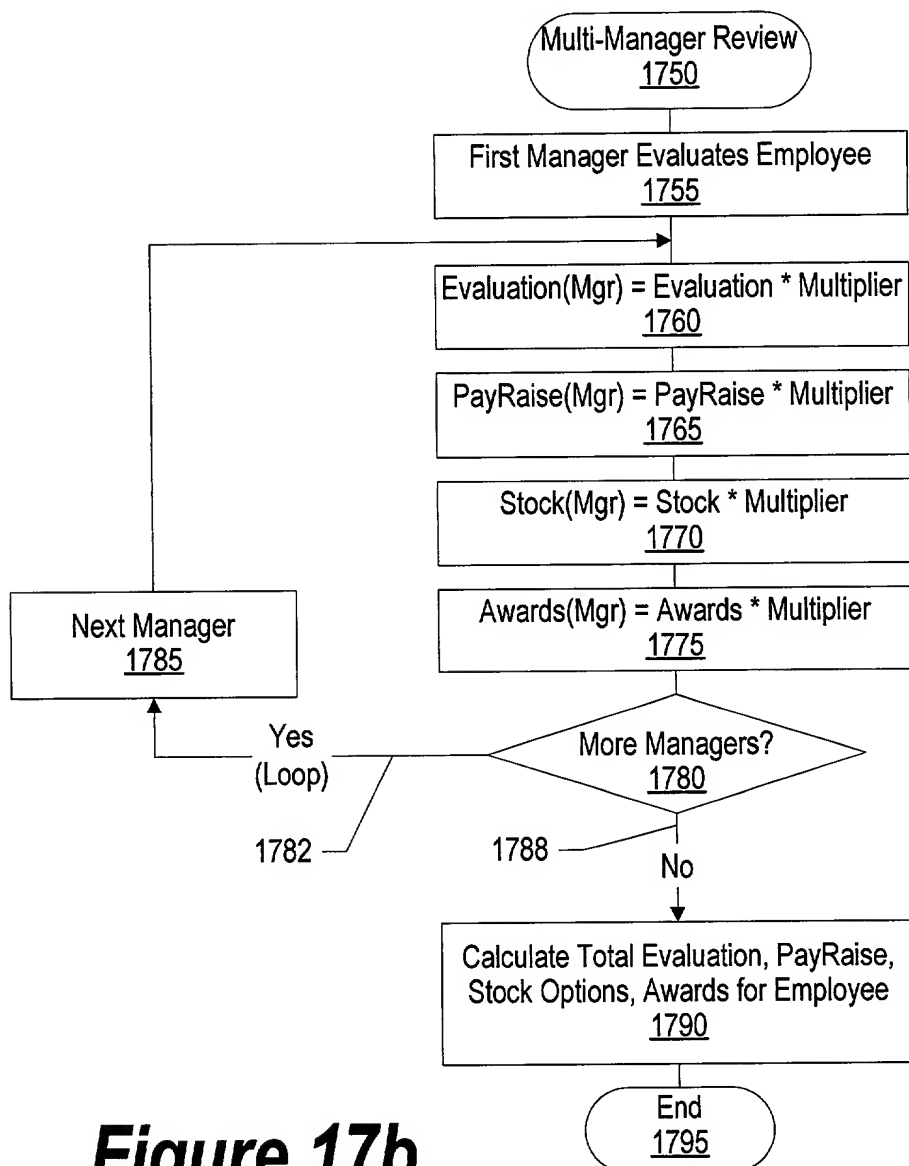 Multi-Manager Review
1750
First Manager Evaluates Employee
1755
Evaluation(Mgr) = Evaluation * Multiplier
1760
PayRaise(Mgr) = PayRaise * Multiplier
1765
Stock(Mgr) = Stock * Multiplier
1770
Awards(Mgr) = Awards * Multiplier
1775
Next Manager
1785
More Managers?
1780
Yes
(Loop)
1782
1788
No
Calculate Total Evaluation, PayRaise,
Stock Options, Awards for Employee
1790
End
1795
Figure 17b